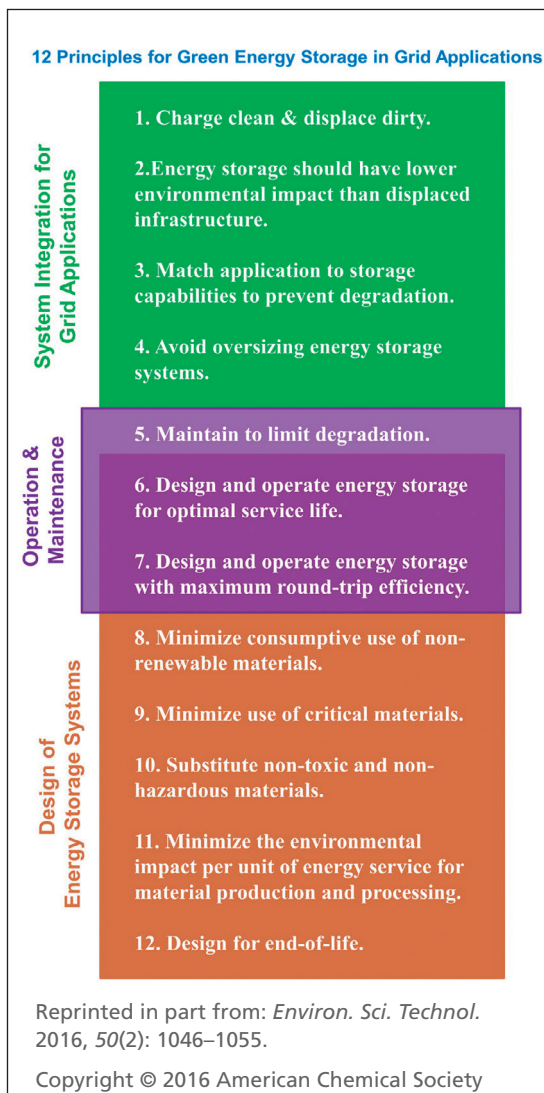 12 Principles for Green Energy Storage in Grid Applications
System Integration for
Grid Applications
1. Charge clean & displace dirty.
2.Energy storage should have lower
environmental impact than displaced
infrastructure.
3. Match application to storage
capabilities to prevent degradation.
4. Avoid oversizing energy storage
systems.
Operation &
Maintenance
5. Maintain to limit degradation.
6. Design and operate energy storage
for optimal service life.
7. Design and operate energy storage
with maximum round-trip efficiency.
Design of
Energy Storage Systems
8. Minimize consumptive use of non-
renewable materials.
9. Minimize use of critical materials.
10. Substitute non-toxic and non-
hazardous materials.
11. Minimize the environmental
impact per unit of energy service for
material production and processing.
12. Design for end-of-life.
Reprinted in part from: Environ. Sci. Technol.
2016, 50(2): 1046–1055.
Copyright © 2016 American Chemical Society